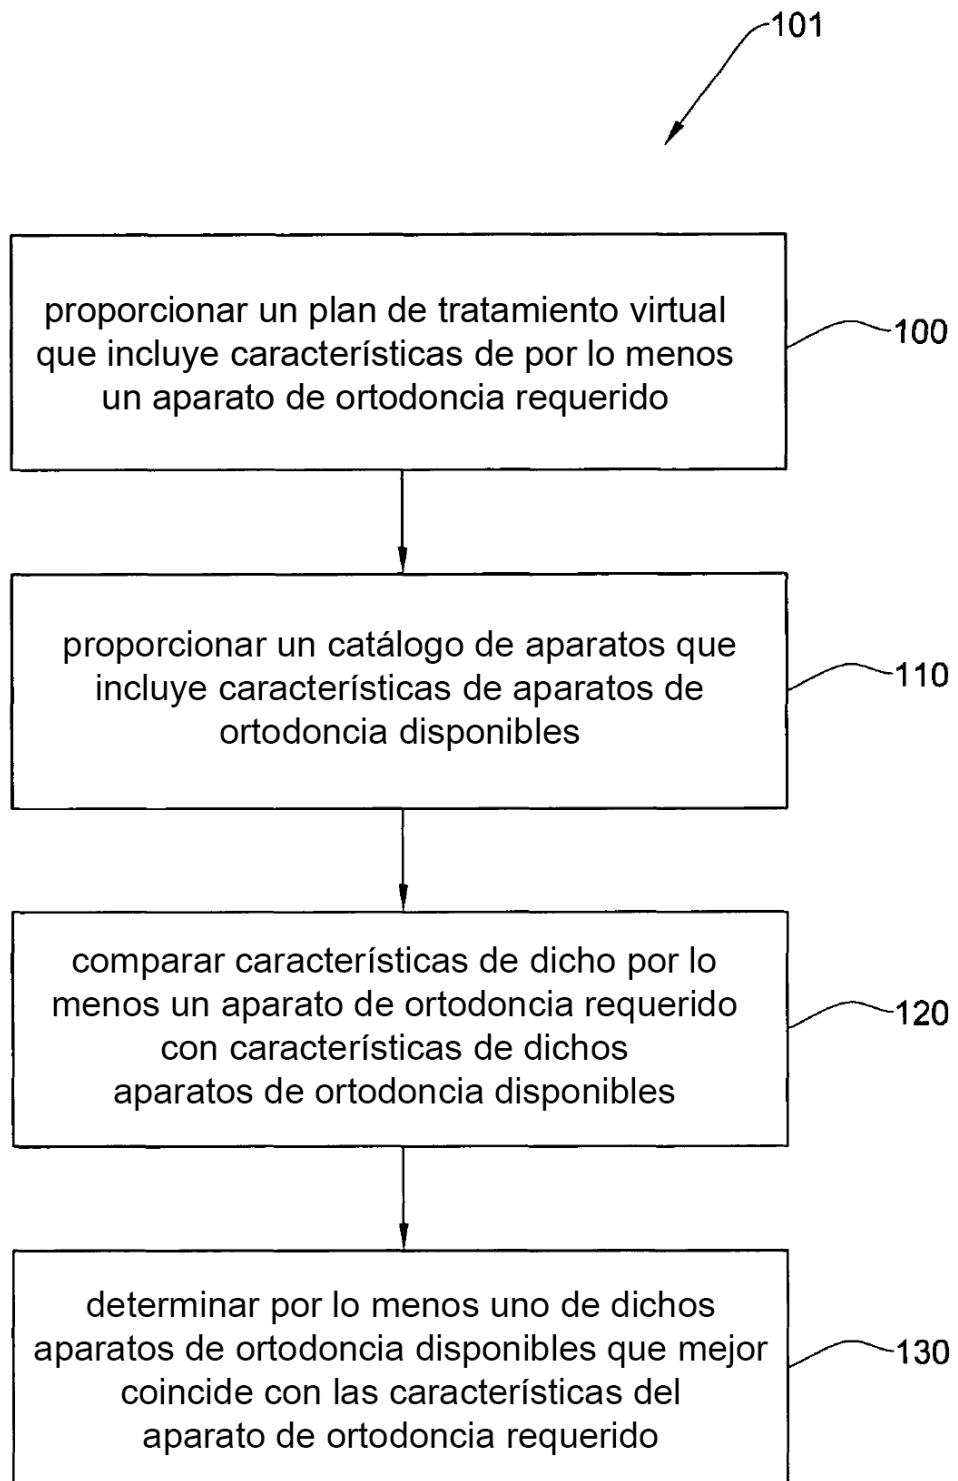 101
proporcionar un plan de tratamiento virtual
que incluye características de por lo menos
un aparato de ortodoncia requerido
100
proporcionar un catálogo de aparatos que
incluye características de aparatos de
ortodoncia disponibles
110
comparar características de dicho por lo
menos un aparato de ortodoncia requerido
con características de dichos
aparatos de ortodoncia disponibles
120
determinar por lo menos uno de dichos
aparatos de ortodoncia disponibles que mejor
coincide con las características del
aparato de ortodoncia requerido
130